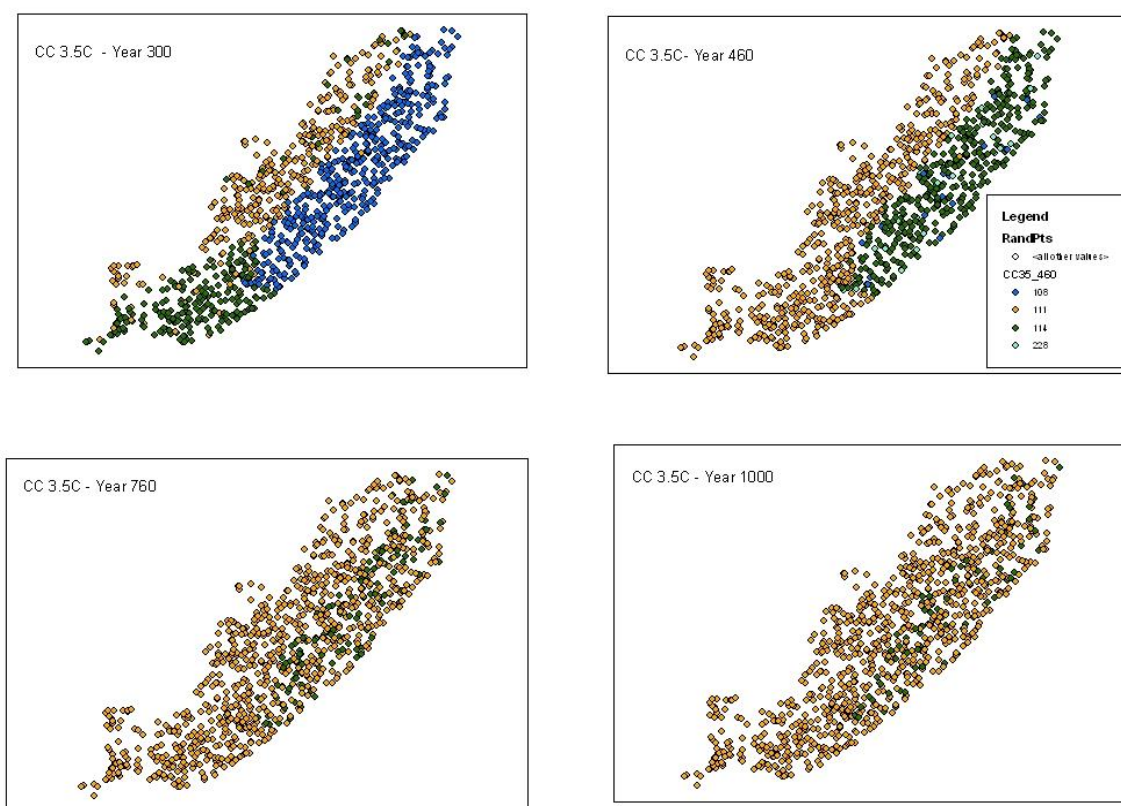 CC 3.5C - Year 300
CC 3.5C- Year 460
Legend
RandPts
<all other values>
CC35_460
108
111
114
228
CC 3.5C - Year 760
CC 3.5C - Year 1000